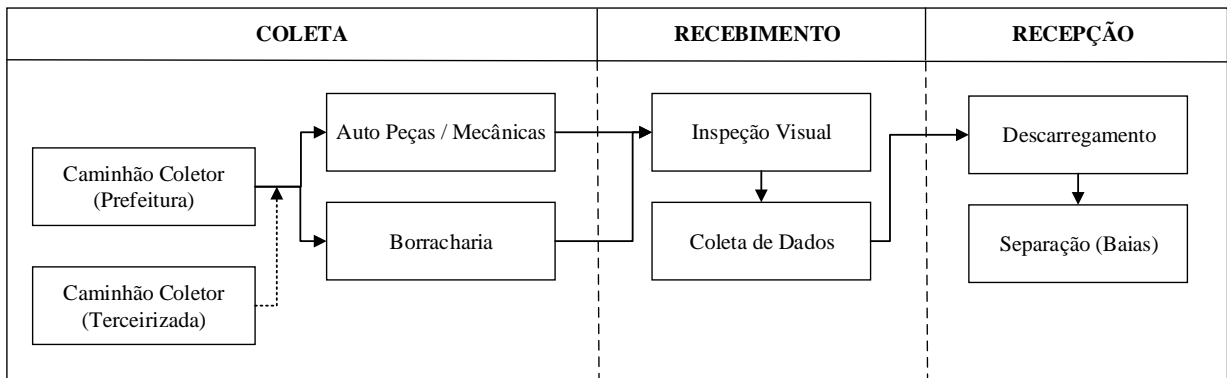 COLETA
RECEBIMENTO
RECEPÇÃO
Auto Peças / Mecânicas
Inspeção Visual
Descarregamento
Caminhão Coletor
(Prefeitura)
Borracharia
Coleta de Dados
Separação (Baias)
Caminhão Coletor
(Terceirizada)